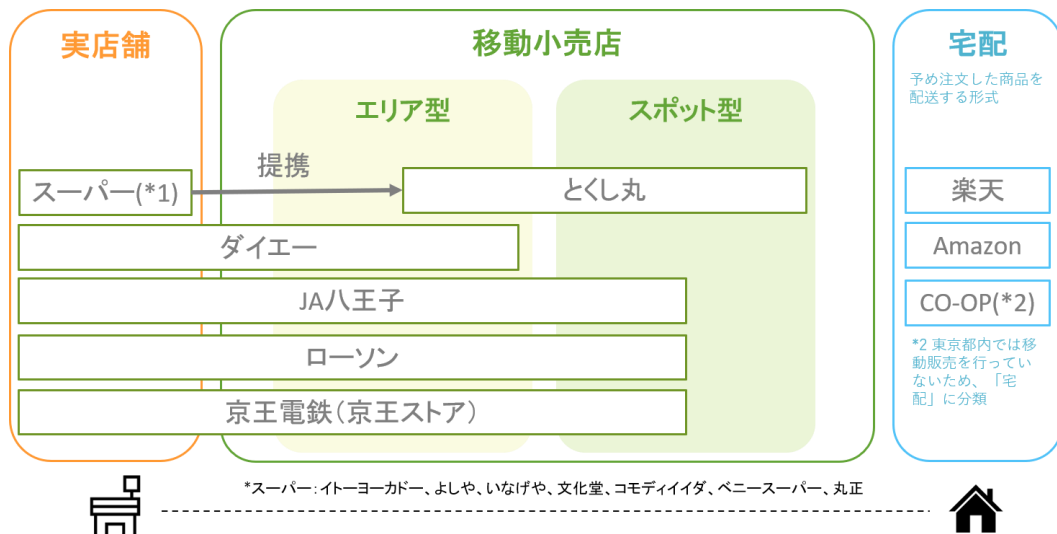 実店舗
移動小売店
宅配
予め注文した商品を
配送する形式
エリア型
スポット型
提携
スーパー(*1)
とくし丸
楽天
ダイエー
Amazon
JA八王子
CO-OP(*2)
ローソン
*2 東京都内では移
動販売を行ってい
ないため、「宅
配」に分類
京王電鉄(京王ストア)
*スーパー:イトーヨーカドー、よしや、いなげや、文化堂、コモディイイダ、ベニースーパー、丸正